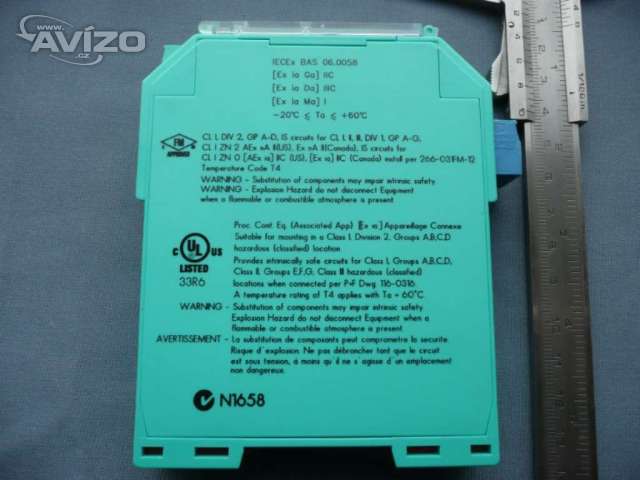 AVIZO
.cz
IECEx BAS 06.0058
[Ex ia Ga] IIC
[Ex ia Da] IIIC
[Ex ia Ma] I
-20°C ≤ Ta ≤ +60°C
FM
APPROVED
CL I, DIV 2, GP A-D, IS circuits for CL I, II, III, DIV 1, GP A-G,
CL I ZN 2 AEx nA II(US), Ex nA II(Canada), IS circuits for
CL I ZN 0 [AEx ia] IIC (US), [Ex ia] IIC (Canada) install per 266-031FM-12
Temperature Code T4
WARNING - Substitution of components may impair intrinsic safety.
WARNING - Explosion Hazard do not disconnect Equipment
when a flammable or combustible atmosphere is present.
C UL US
LISTED
33R6
Proc. Cont. Eq. (Associated App) [Ex ia] Appareillage Connexe
Suitable for mounting in a Class I, Division 2, Groups A,B,C,D
hazardous (classified) location.
Provides intrinsically safe circuits for Class I, Groups A,B,C,D,
Class II, Groups E,F,G, Class III hazardous (classified)
locations when connected per P+F Dwg. 116-0316.
A temperature rating of T4 applies with Ta = 60°C.
WARNING - Substitution of components may impair intrinsic safety
Explosion Hazard do not disconnect Equipment when a
flammable or combustible atmosphere is present.
AVERTISSEMENT - La substitution de composants peut compromettre la securite.
Risque d'explosion. Ne pas débrancher tant que le circuit
est sous tension, à moins qu'il ne s'agisse d'un emplacement
non dangereux.
N1658